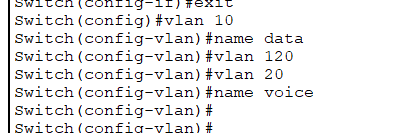 Switch(config-if)#exit
Switch(config)#vlan 10
Switch(config-vlan)#name data
Switch(config-vlan)#vlan 120
Switch(config-vlan)#vlan 20
Switch(config-vlan)#name voice
Switch(config-vlan)#
Switch(config-vlan)#